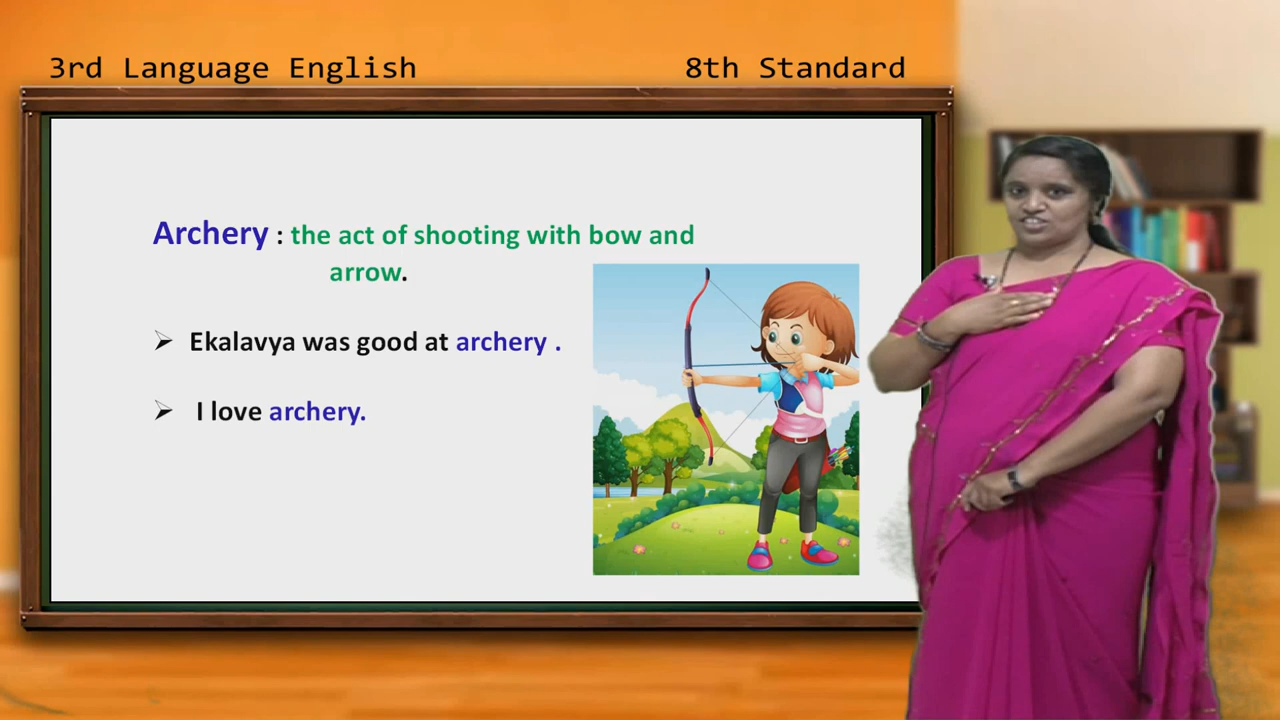 3rd Language English 8th Standard
Archery : the act of shooting with bow and
arrow.
➢ Ekalavya was good at archery .
➢ I love archery.